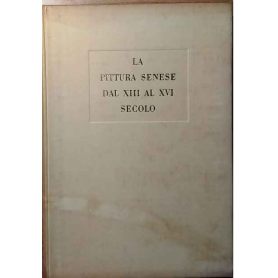 LA
PITTURA SENESE
DAL XIII AL XVI
SECOLO